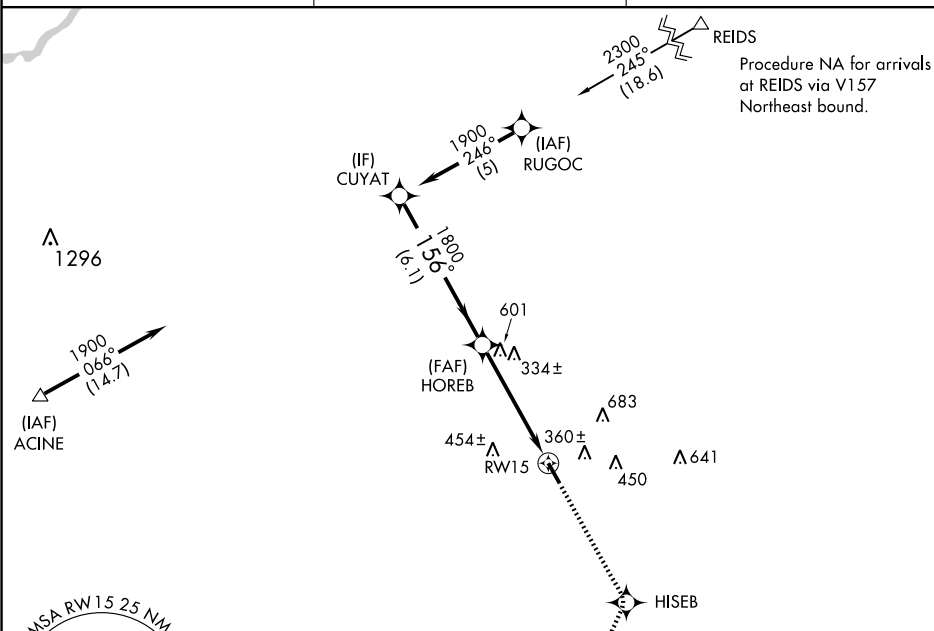 REIDS
2300
245°
(18.6)
Procedure NA for arrivals
at REIDS via V157
Northeast bound.
1900
246°
(5)
(IAF)
RUGOC
(IF)
CUYAT
1296
1800
156°
(6.1)
601
334±
(FAF)
HOREB
1900
066°
(14.7)
(IAF)
ACINE
683
454±
360±
RW15
641
450
HISEB
MSA RW15 25 NM